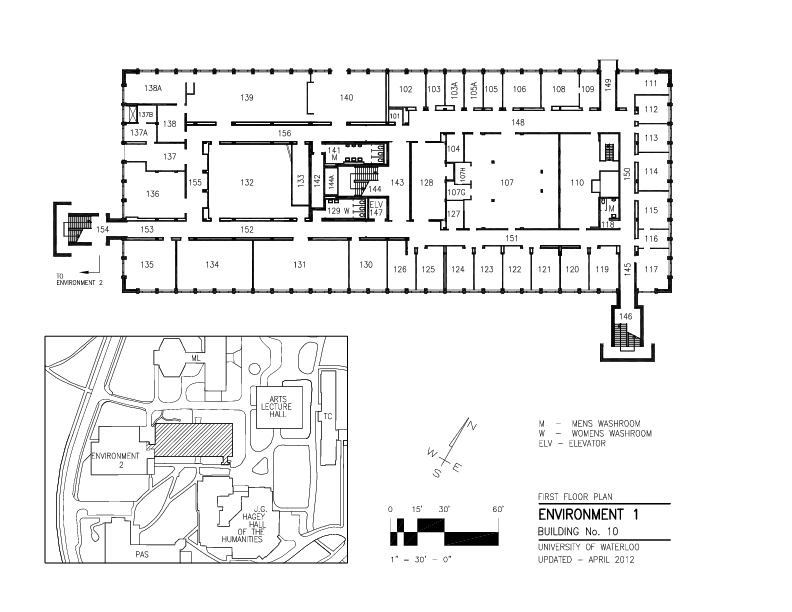 138A
139
140
102
103
103A
105A
105
106
108
109
149
111
137B
137A
138
101
112
156
148
113
137
141
M
104
136
155
132
133
142
144A
144
143
128
107H
107
107G
110
150
114
129 W
ELV
147
127
M
118
115
154
153
152
151
116
135
134
131
130
126
125
124
123
122
121
120
119
145
117
TO
ENVIRONMENT 2
146
ML
ARTS
LECTURE
HALL
TC
ENVIRONMENT
2
J.G.
HAGEY
HALL
OF THE
HUMANITIES
PAS
N
W
E
S
M – MENS WASHROOM
W – WOMENS WASHROOM
ELV – ELEVATOR
0 15' 30' 60'
1" = 30' - 0"
FIRST FLOOR PLAN
ENVIRONMENT 1
BUILDING No. 10
UNIVERSITY OF WATERLOO
UPDATED – APRIL 2012